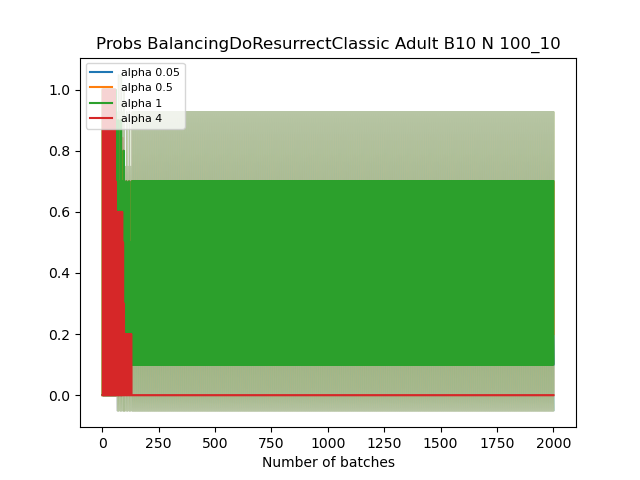 Probs BalancingDoResurrectClassic Adult B10 N 100_10
alpha 0.05
alpha 0.5
alpha 1
alpha 4
1.0
0.8
0.6
0.4
0.2
0.0
0 250 500 750 1000 1250 1500 1750 2000
Number of batches